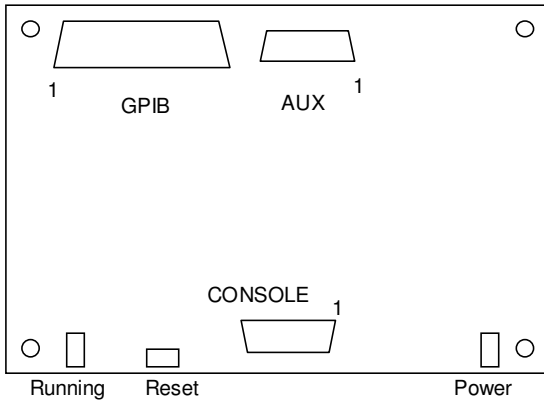 1
1
GPIB
AUX
CONSOLE
1
Running
Reset
Power